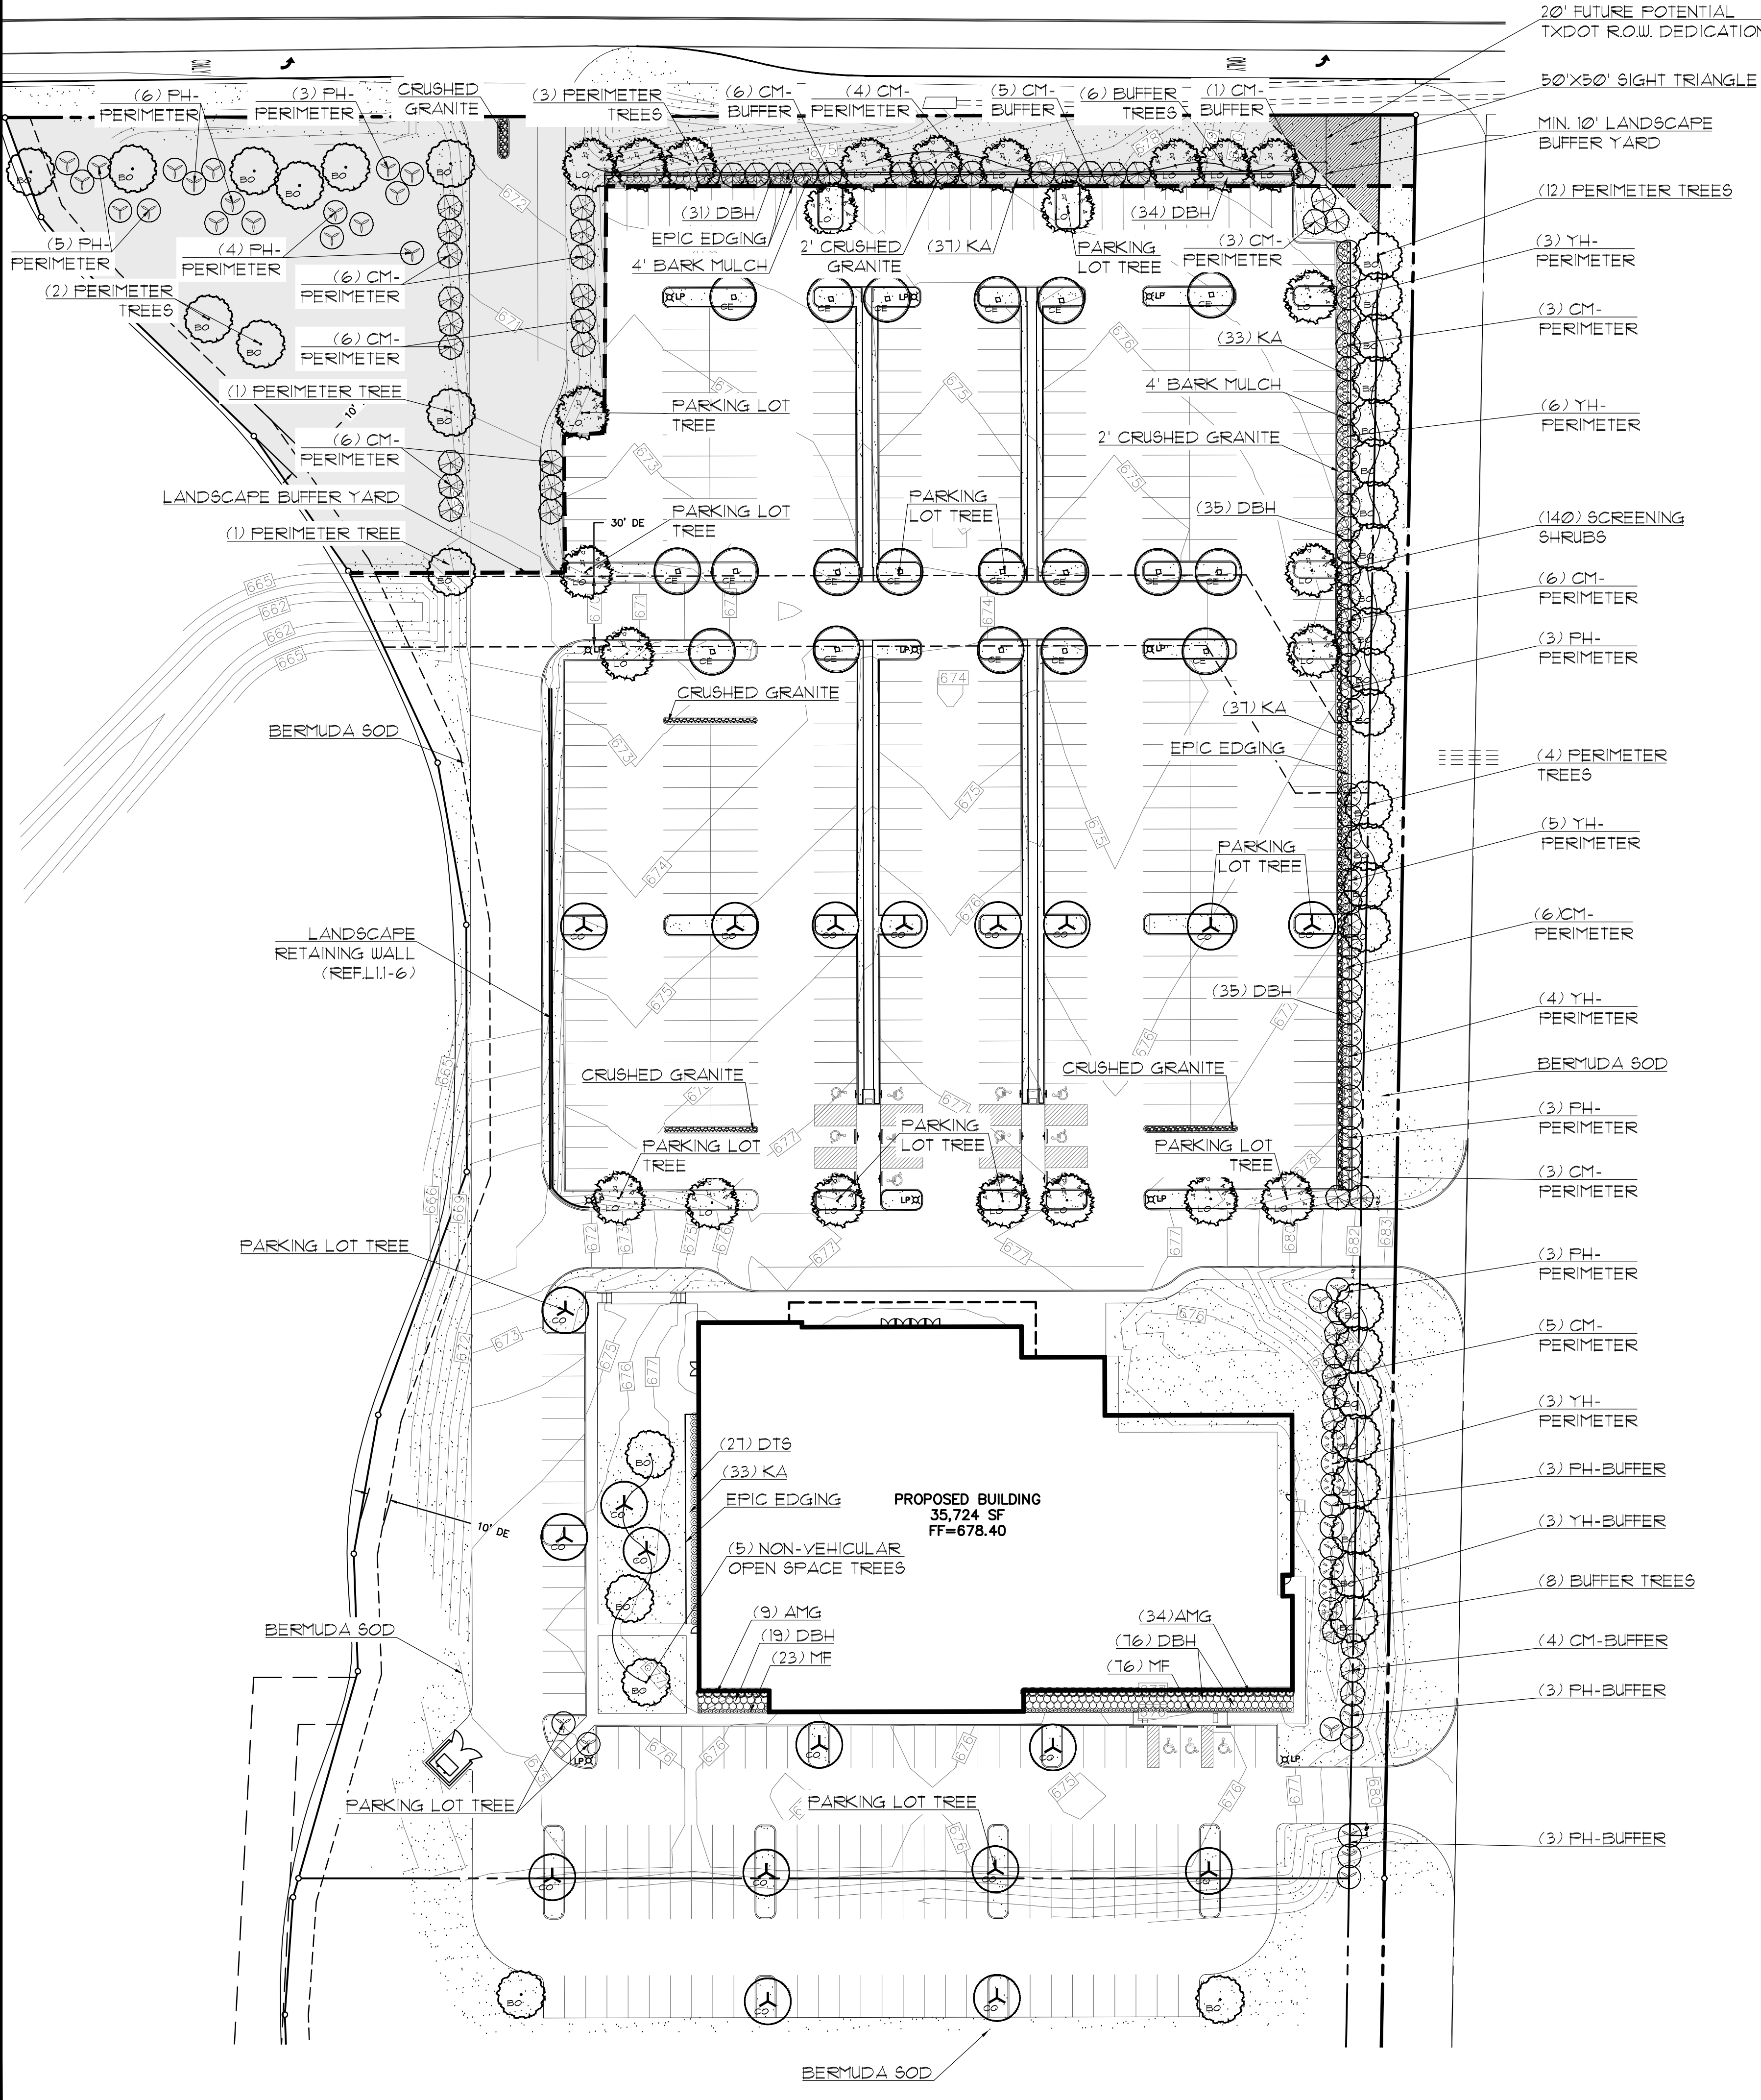 20' FUTURE POTENTIAL
TXDOT R.O.W. DEDICATION
50'X50' SIGHT TRIANGLE
MIN. 10' LANDSCAPE
BUFFER YARD
(6) PH-
PERIMETER
(3) PH-
PERIMETER
CRUSHED
GRANITE
(3) PERIMETER
TREES
(6) CM-
BUFFER
(4) CM-
PERIMETER
(5) CM-
BUFFER
(6) BUFFER
TREES
(1) CM-
BUFFER
(12) PERIMETER TREES
(5) PH-
PERIMETER
(4) PH-
PERIMETER
(31) DBH
EPIC EDGING
4' BARK MULCH
2' CRUSHED
GRANITE
(37) KA
PARKING
LOT TREE
(34) DBH
(3) CM-
PERIMETER
(3) YH-
PERIMETER
(2) PERIMETER
TREES
(6) CM-
PERIMETER
(6) CM-
PERIMETER
(3) CM-
PERIMETER
(33) KA
4' BARK MULCH
2' CRUSHED GRANITE
(6) YH-
PERIMETER
(1) PERIMETER TREE
10'
PARKING LOT
TREE
(6) CM-
PERIMETER
LANDSCAPE BUFFER YARD
(1) PERIMETER TREE
30' DE
PARKING LOT
TREE
PARKING
LOT TREE
(35) DBH
(140) SCREENING
SHRUBS
(6) CM-
PERIMETER
(3) PH-
PERIMETER
CRUSHED GRANITE
BERMUDA SOD
(37) KA
EPIC EDGING
(4) PERIMETER
TREES
(5) YH-
PERIMETER
PARKING
LOT TREE
LANDSCAPE
RETAINING WALL
(REF.L1.1-6)
(6)CM-
PERIMETER
(35) DBH
(4) YH-
PERIMETER
CRUSHED GRANITE
CRUSHED GRANITE
BERMUDA SOD
(3) PH-
PERIMETER
PARKING LOT
TREE
PARKING
LOT TREE
PARKING LOT
TREE
(3) CM-
PERIMETER
PARKING LOT TREE
(3) PH-
PERIMETER
(5) CM-
PERIMETER
(3) YH-
PERIMETER
(27) DTS
(33) KA
EPIC EDGING
(5) NON-VEHICULAR
OPEN SPACE TREES
PROPOSED BUILDING
35,724 SF
FF=678.40
10' DE
(3) PH-BUFFER
(3) YH-BUFFER
(8) BUFFER TREES
(9) AMG
(19) DBH
(23) MF
(34)AMG
(76) DBH
(76) MF
BERMUDA SOD
(4) CM-BUFFER
(3) PH-BUFFER
PARKING LOT TREE
PARKING LOT TREE
(3) PH-BUFFER
BERMUDA SOD